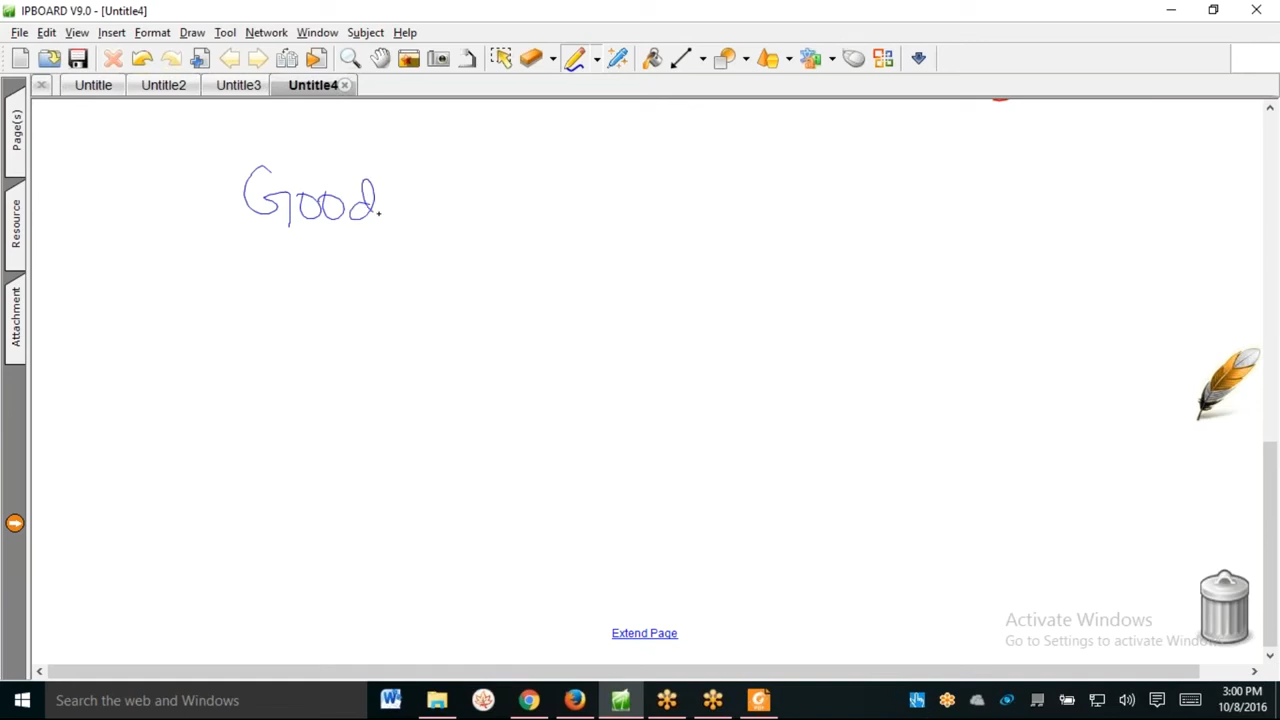 IPBOARD V9.0 - [Untitle4]
File Edit View Insert Format Draw Tool Network Window Subject Help
Untitle Untitle2 Untitle3 Untitle4
Page(s)
Resource
Attachment
Good
Extend Page
Activate Windows
Go to Settings to activate Windows
Search the web and Windows
3:00 PM
10/8/2016